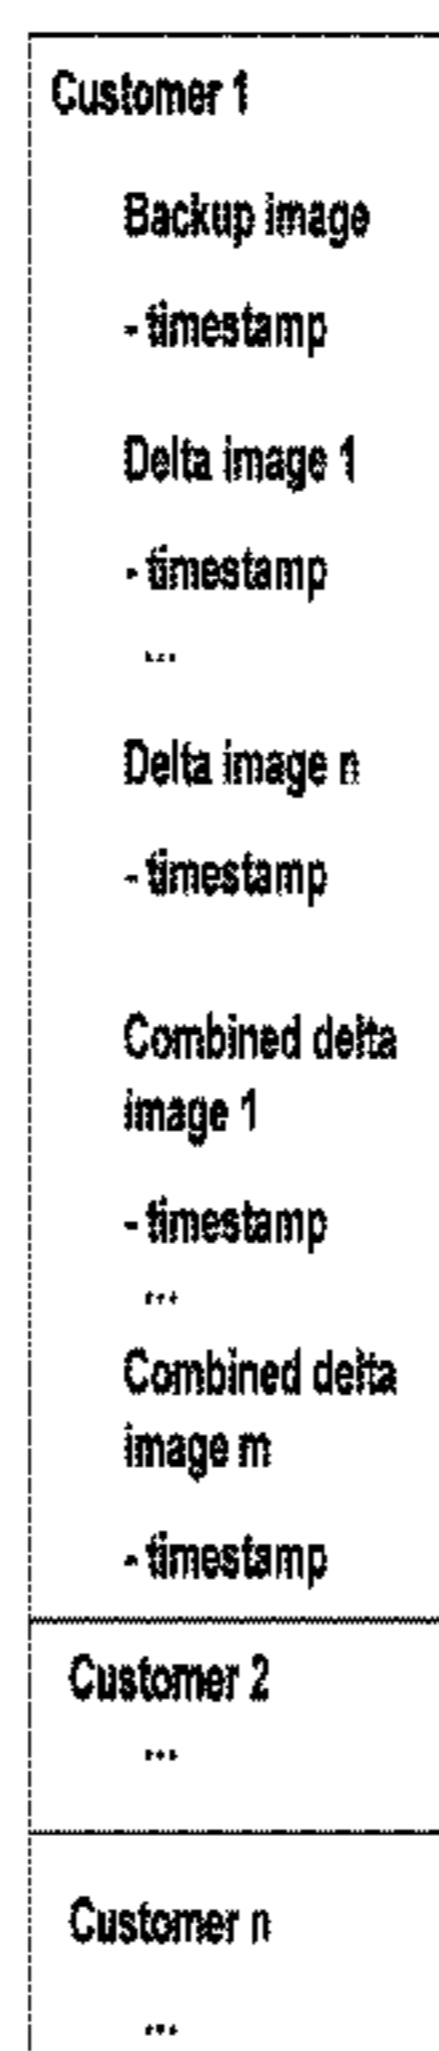 Customer 1
Backup image
- timestamp
Delta image 1
- timestamp
...
Delta image n
- timestamp
Combined delta
image 1
- timestamp
...
Combined delta
image m
- timestamp
Customer 2
...
Customer n
...